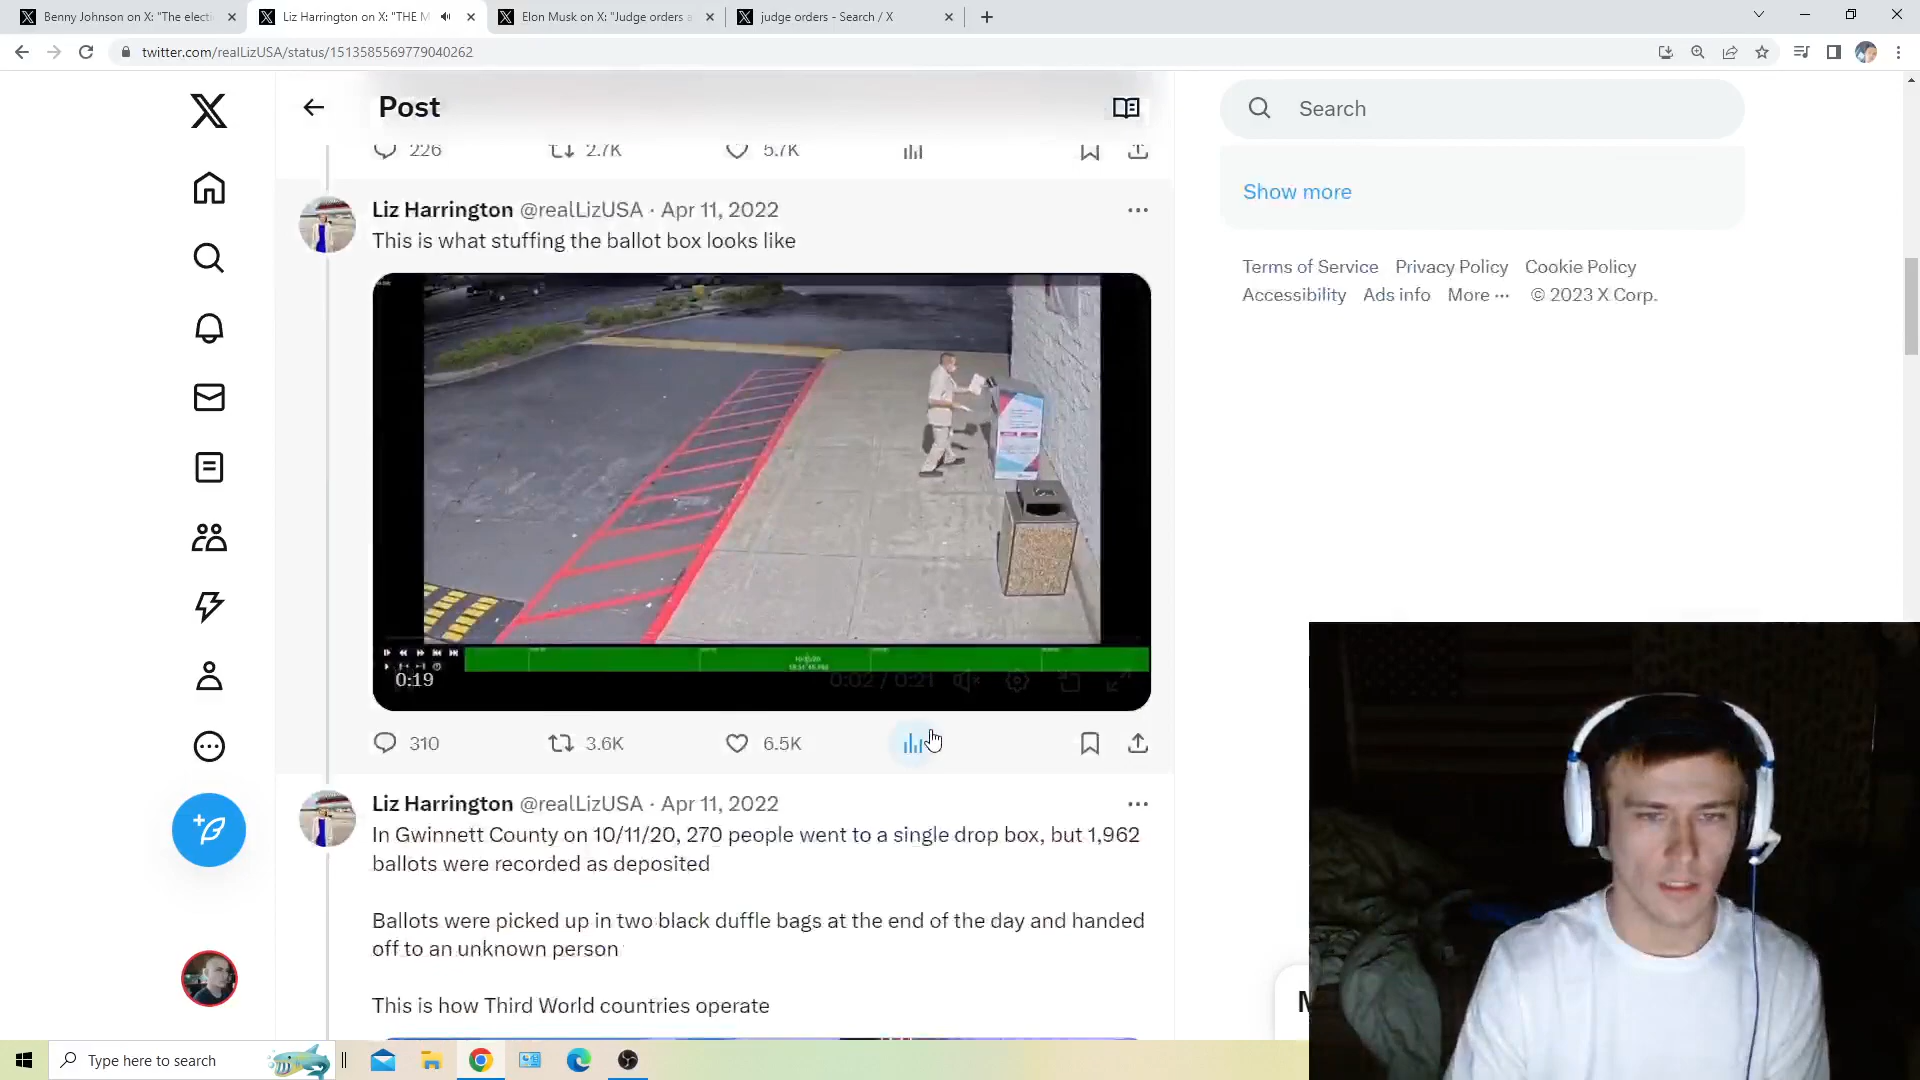 Benny Johnson on X: "The electi
Liz Harrington on X: "THE M
Elon Musk on X: "Judge orders a
judge orders - Search / X
twitter.com/realLizUSA/status/1513585569779040262
Post
Search
226 2.7K 5.7K
Show more
Liz Harrington @realLizUSA · Apr 11, 2022
This is what stuffing the ballot box looks like
Terms of Service Privacy Policy Cookie Policy
Accessibility Ads info More ··· © 2023 X Corp.
0:19
0:02 / 0:21
310 3.6K 6.5K
Liz Harrington @realLizUSA · Apr 11, 2022
In Gwinnett County on 10/11/20, 270 people went to a single drop box, but 1,962
ballots were recorded as deposited
Ballots were picked up in two black duffle bags at the end of the day and handed
off to an unknown person
This is how Third World countries operate
M
Type here to search